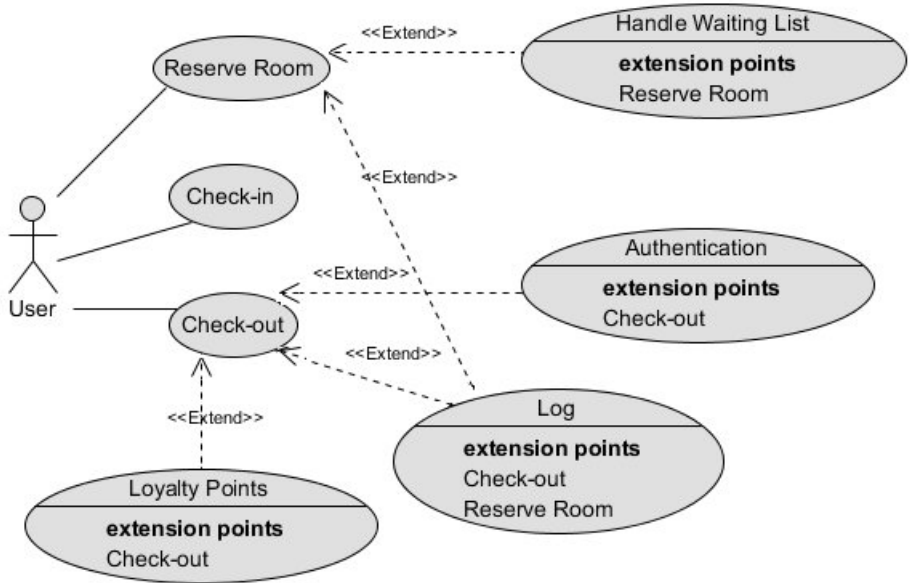 <<Extend>>
Handle Waiting List
extension points
Reserve Room
Reserve Room
<<Extend>>
Check-in
User
Authentication
extension points
Check-out
<<Extend>>
Check-out
<<Extend>>
<<Extend>>
Log
extension points
Check-out
Reserve Room
Loyalty Points
extension points
Check-out